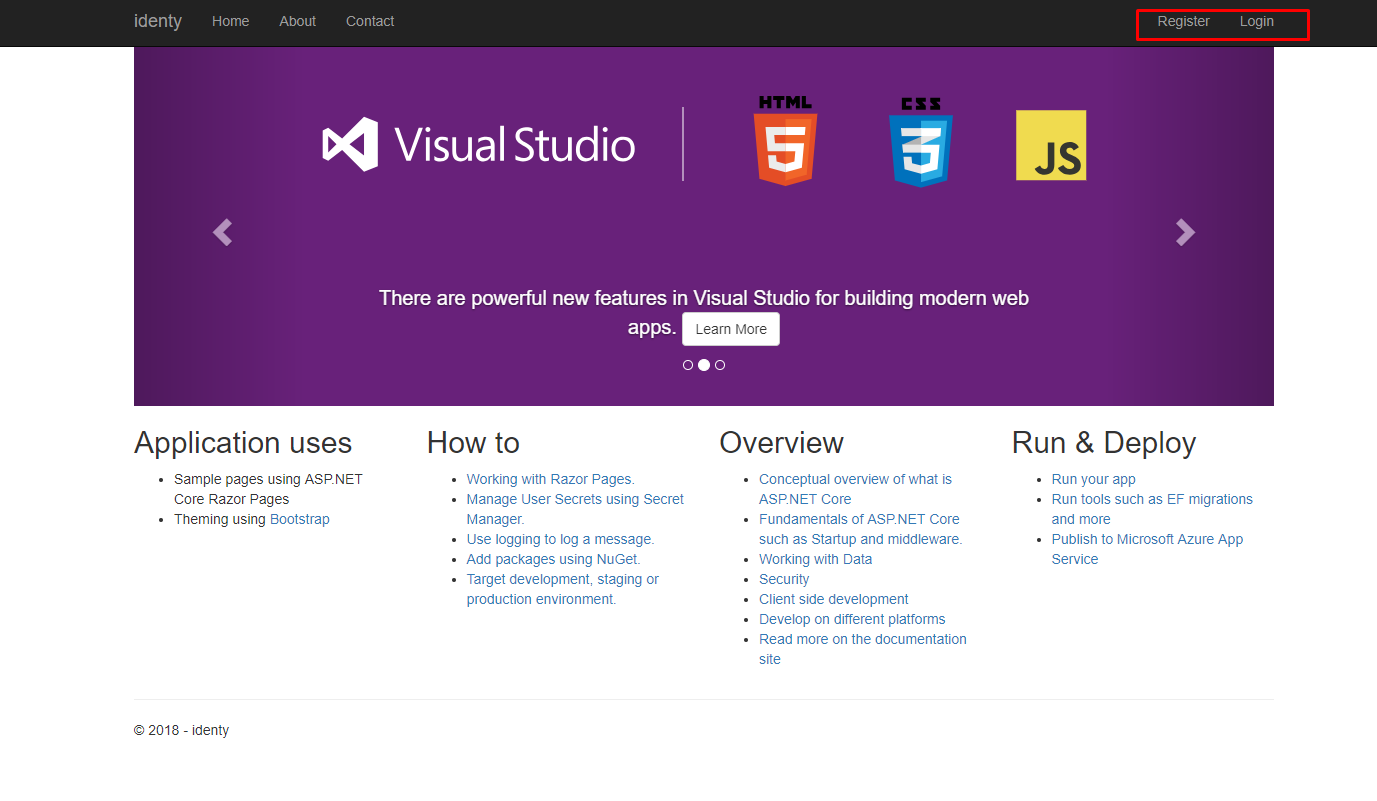 identy Home About Contact Register Login
Visual Studio HTML 5 CSS 3 JS
There are powerful new features in Visual Studio for building modern web
apps. Learn More
Application uses
Sample pages using ASP.NET
Core Razor Pages
Theming using Bootstrap
How to
Working with Razor Pages.
Manage User Secrets using Secret
Manager.
Use logging to log a message.
Add packages using NuGet.
Target development, staging or
production environment.
Overview
Conceptual overview of what is
ASP.NET Core
Fundamentals of ASP.NET Core
such as Startup and middleware.
Working with Data
Security
Client side development
Develop on different platforms
Read more on the documentation
site
Run & Deploy
Run your app
Run tools such as EF migrations
and more
Publish to Microsoft Azure App
Service
© 2018 - identy